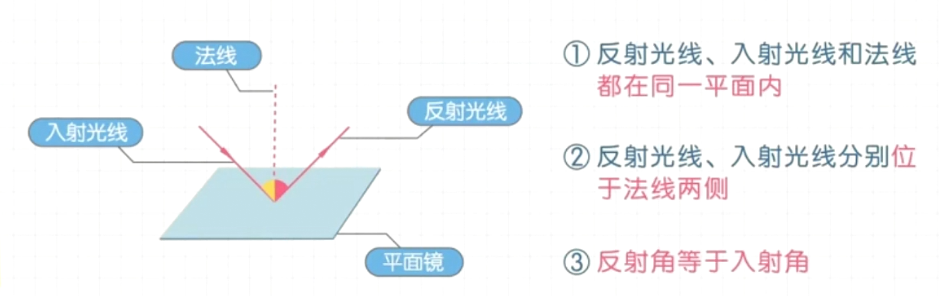 法线
入射光线
反射光线
平面镜
① 反射光线、入射光线和法线
都在同一平面内
② 反射光线、入射光线分别位
于法线两侧
③ 反射角等于入射角